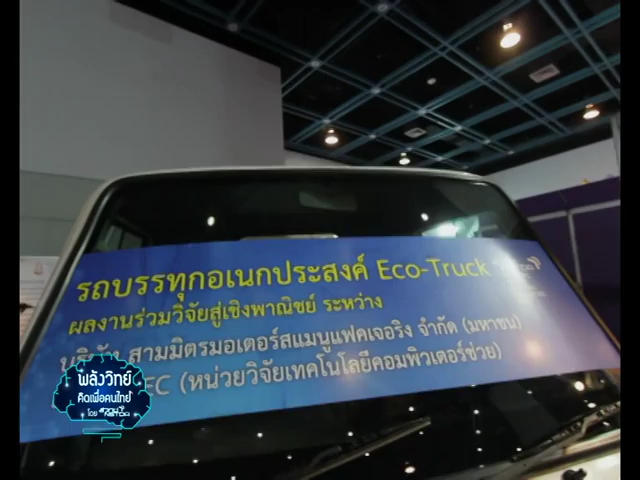 รถบรรทุกอเนกประสงค์ Eco-Truck
ผลงานร่วมวิจัยสู่เชิงพาณิชย์ ระหว่าง
สามมิตรมอเตอร์สแมนูแฟคเจอริง จำกัด (มหาชน)
(หน่วยวิจัยเทคโนโลยีคอมพิวเตอร์ช่วย)
พลังวิทย์
คิดเพื่อคนไทย
โดย